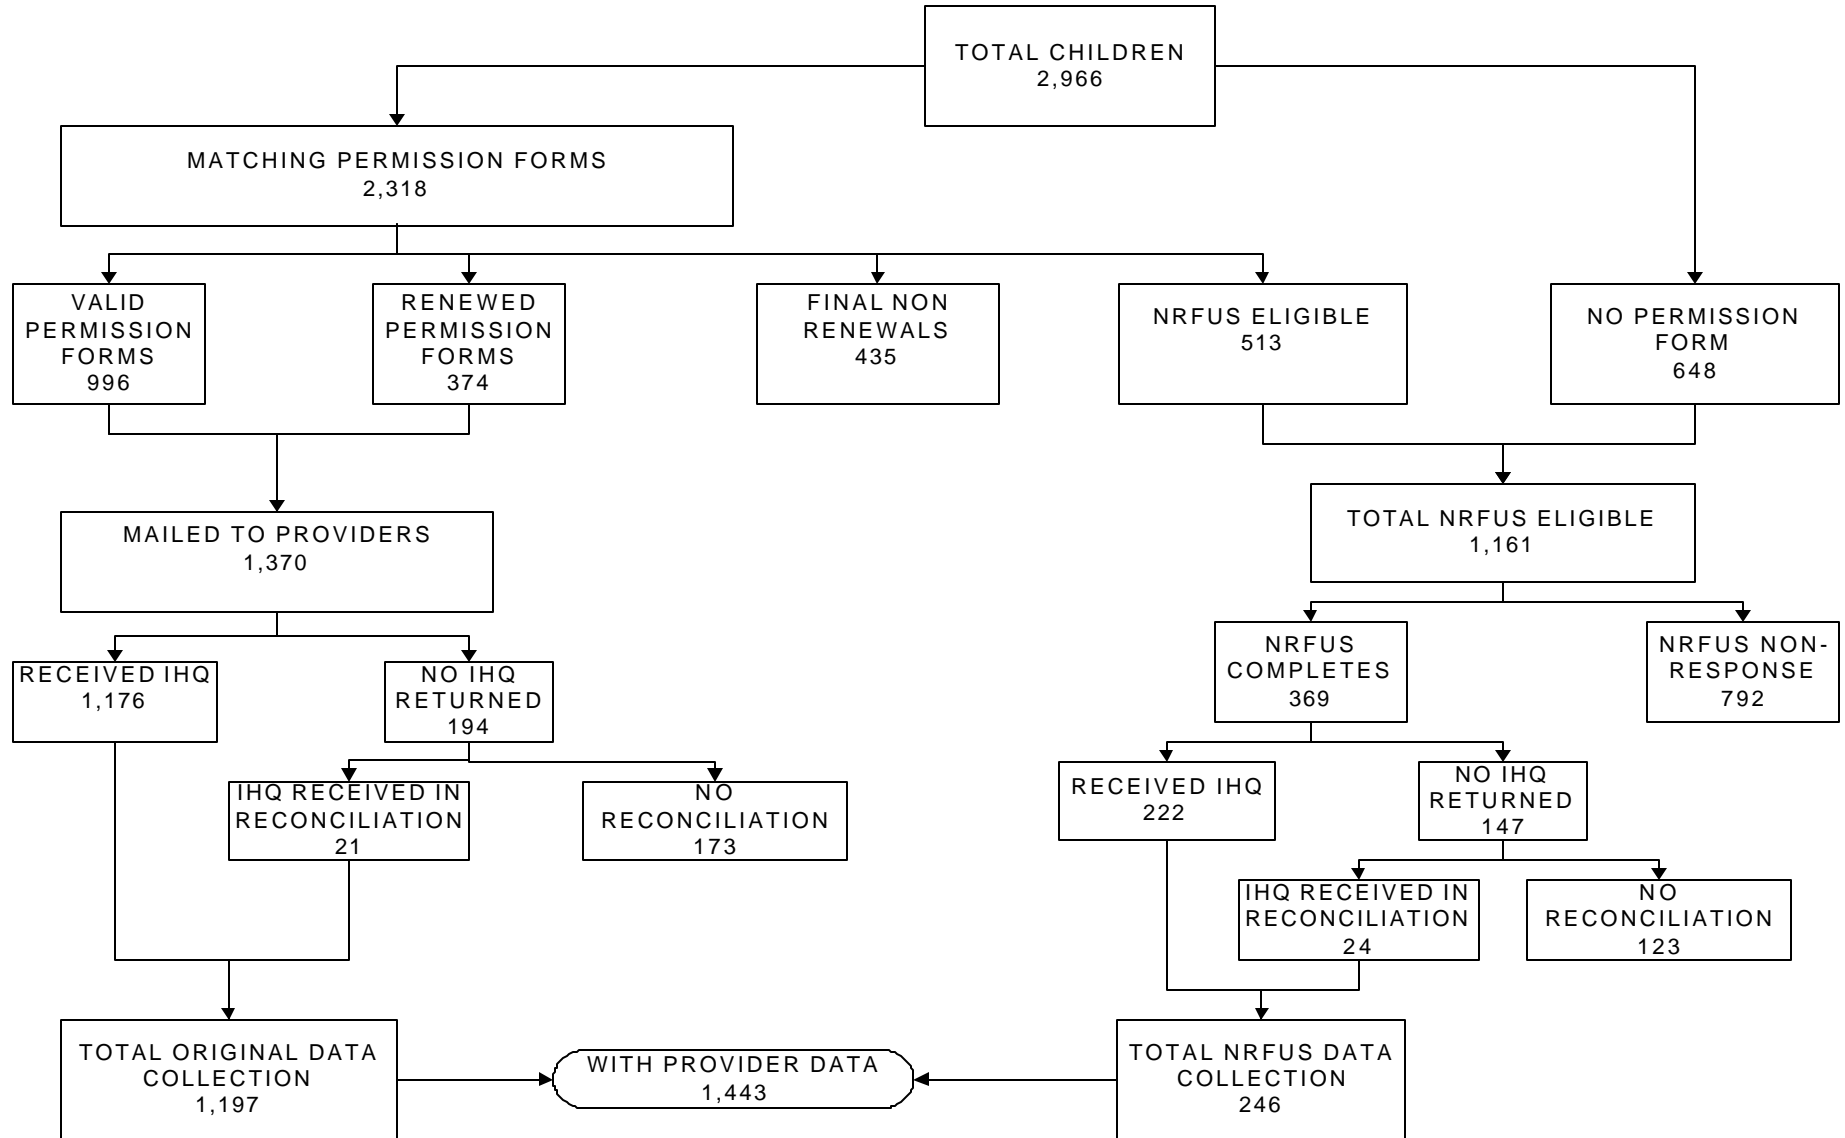 TOTAL CHILDREN
2,966
MATCHING PERMISSION FORMS
2,318
VALID
PERMISSION
FORMS
996
RENEWED
PERMISSION
FORMS
374
FINAL NON
RENEWALS
435
NRFUS ELIGIBLE
513
NO PERMISSION
FORM
648
MAILED TO PROVIDERS
1,370
TOTAL NRFUS ELIGIBLE
1,161
RECEIVED IHQ
1,176
NO IHQ
RETURNED
194
NRFUS
COMPLETES
369
NRFUS NON-
RESPONSE
792
IHQ RECEIVED IN
RECONCILIATION
21
NO
RECONCILIATION
173
RECEIVED IHQ
222
NO IHQ
RETURNED
147
IHQ RECEIVED IN
RECONCILIATION
24
NO
RECONCILIATION
123
TOTAL ORIGINAL DATA
COLLECTION
1,197
WITH PROVIDER DATA
1,443
TOTAL NRFUS DATA
COLLECTION
246